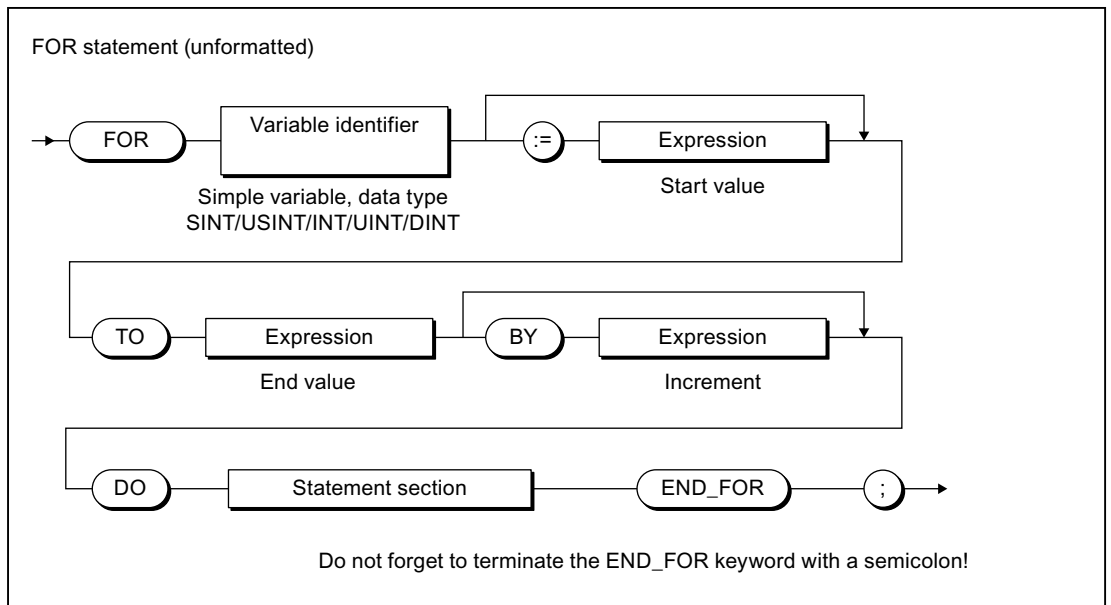 FOR statement (unformatted)
FOR
Variable identifier
:=
Expression
Simple variable, data type
SINT/USINT/INT/UINT/DINT
Start value
TO
Expression
BY
Expression
End value
Increment
DO
Statement section
END_FOR
;
Do not forget to terminate the END_FOR keyword with a semicolon!